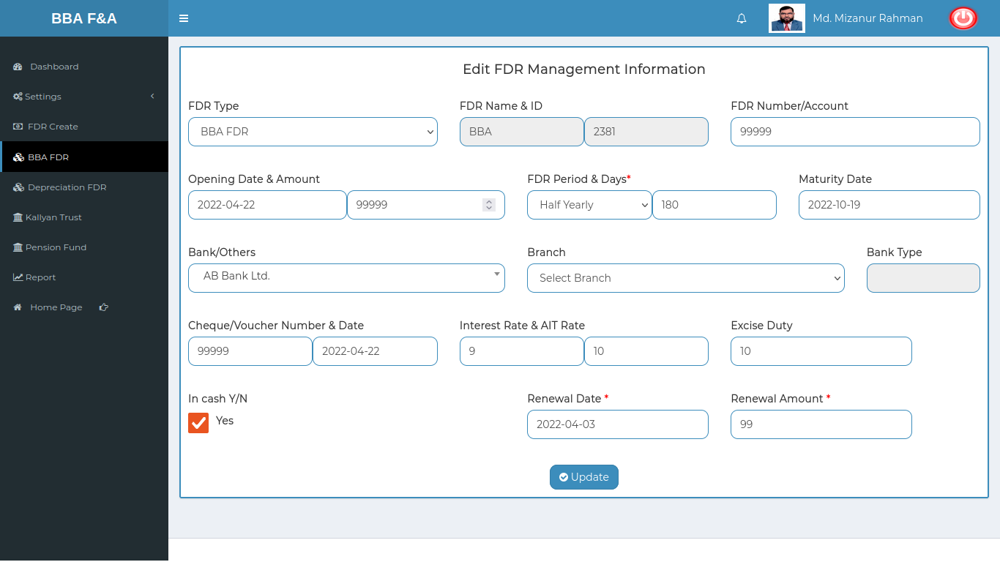 BBA F&A
Md. Mizanur Rahman
Dashboard
Settings
FDR Create
BBA FDR
Depreciation FDR
Kallyan Trust
Pension Fund
Report
Home Page
Edit FDR Management Information
FDR Type
FDR Name & ID
FDR Number/Account
BBA FDR
BBA
2381
99999
Opening Date & Amount
FDR Period & Days*
Maturity Date
2022-04-22
99999
Half Yearly
180
2022-10-19
Bank/Others
Branch
Bank Type
AB Bank Ltd.
Select Branch
Cheque/Voucher Number & Date
Interest Rate & AIT Rate
Excise Duty
99999
2022-04-22
9
10
10
In cash Y/N
Renewal Date *
Renewal Amount *
Yes
2022-04-03
99
Update